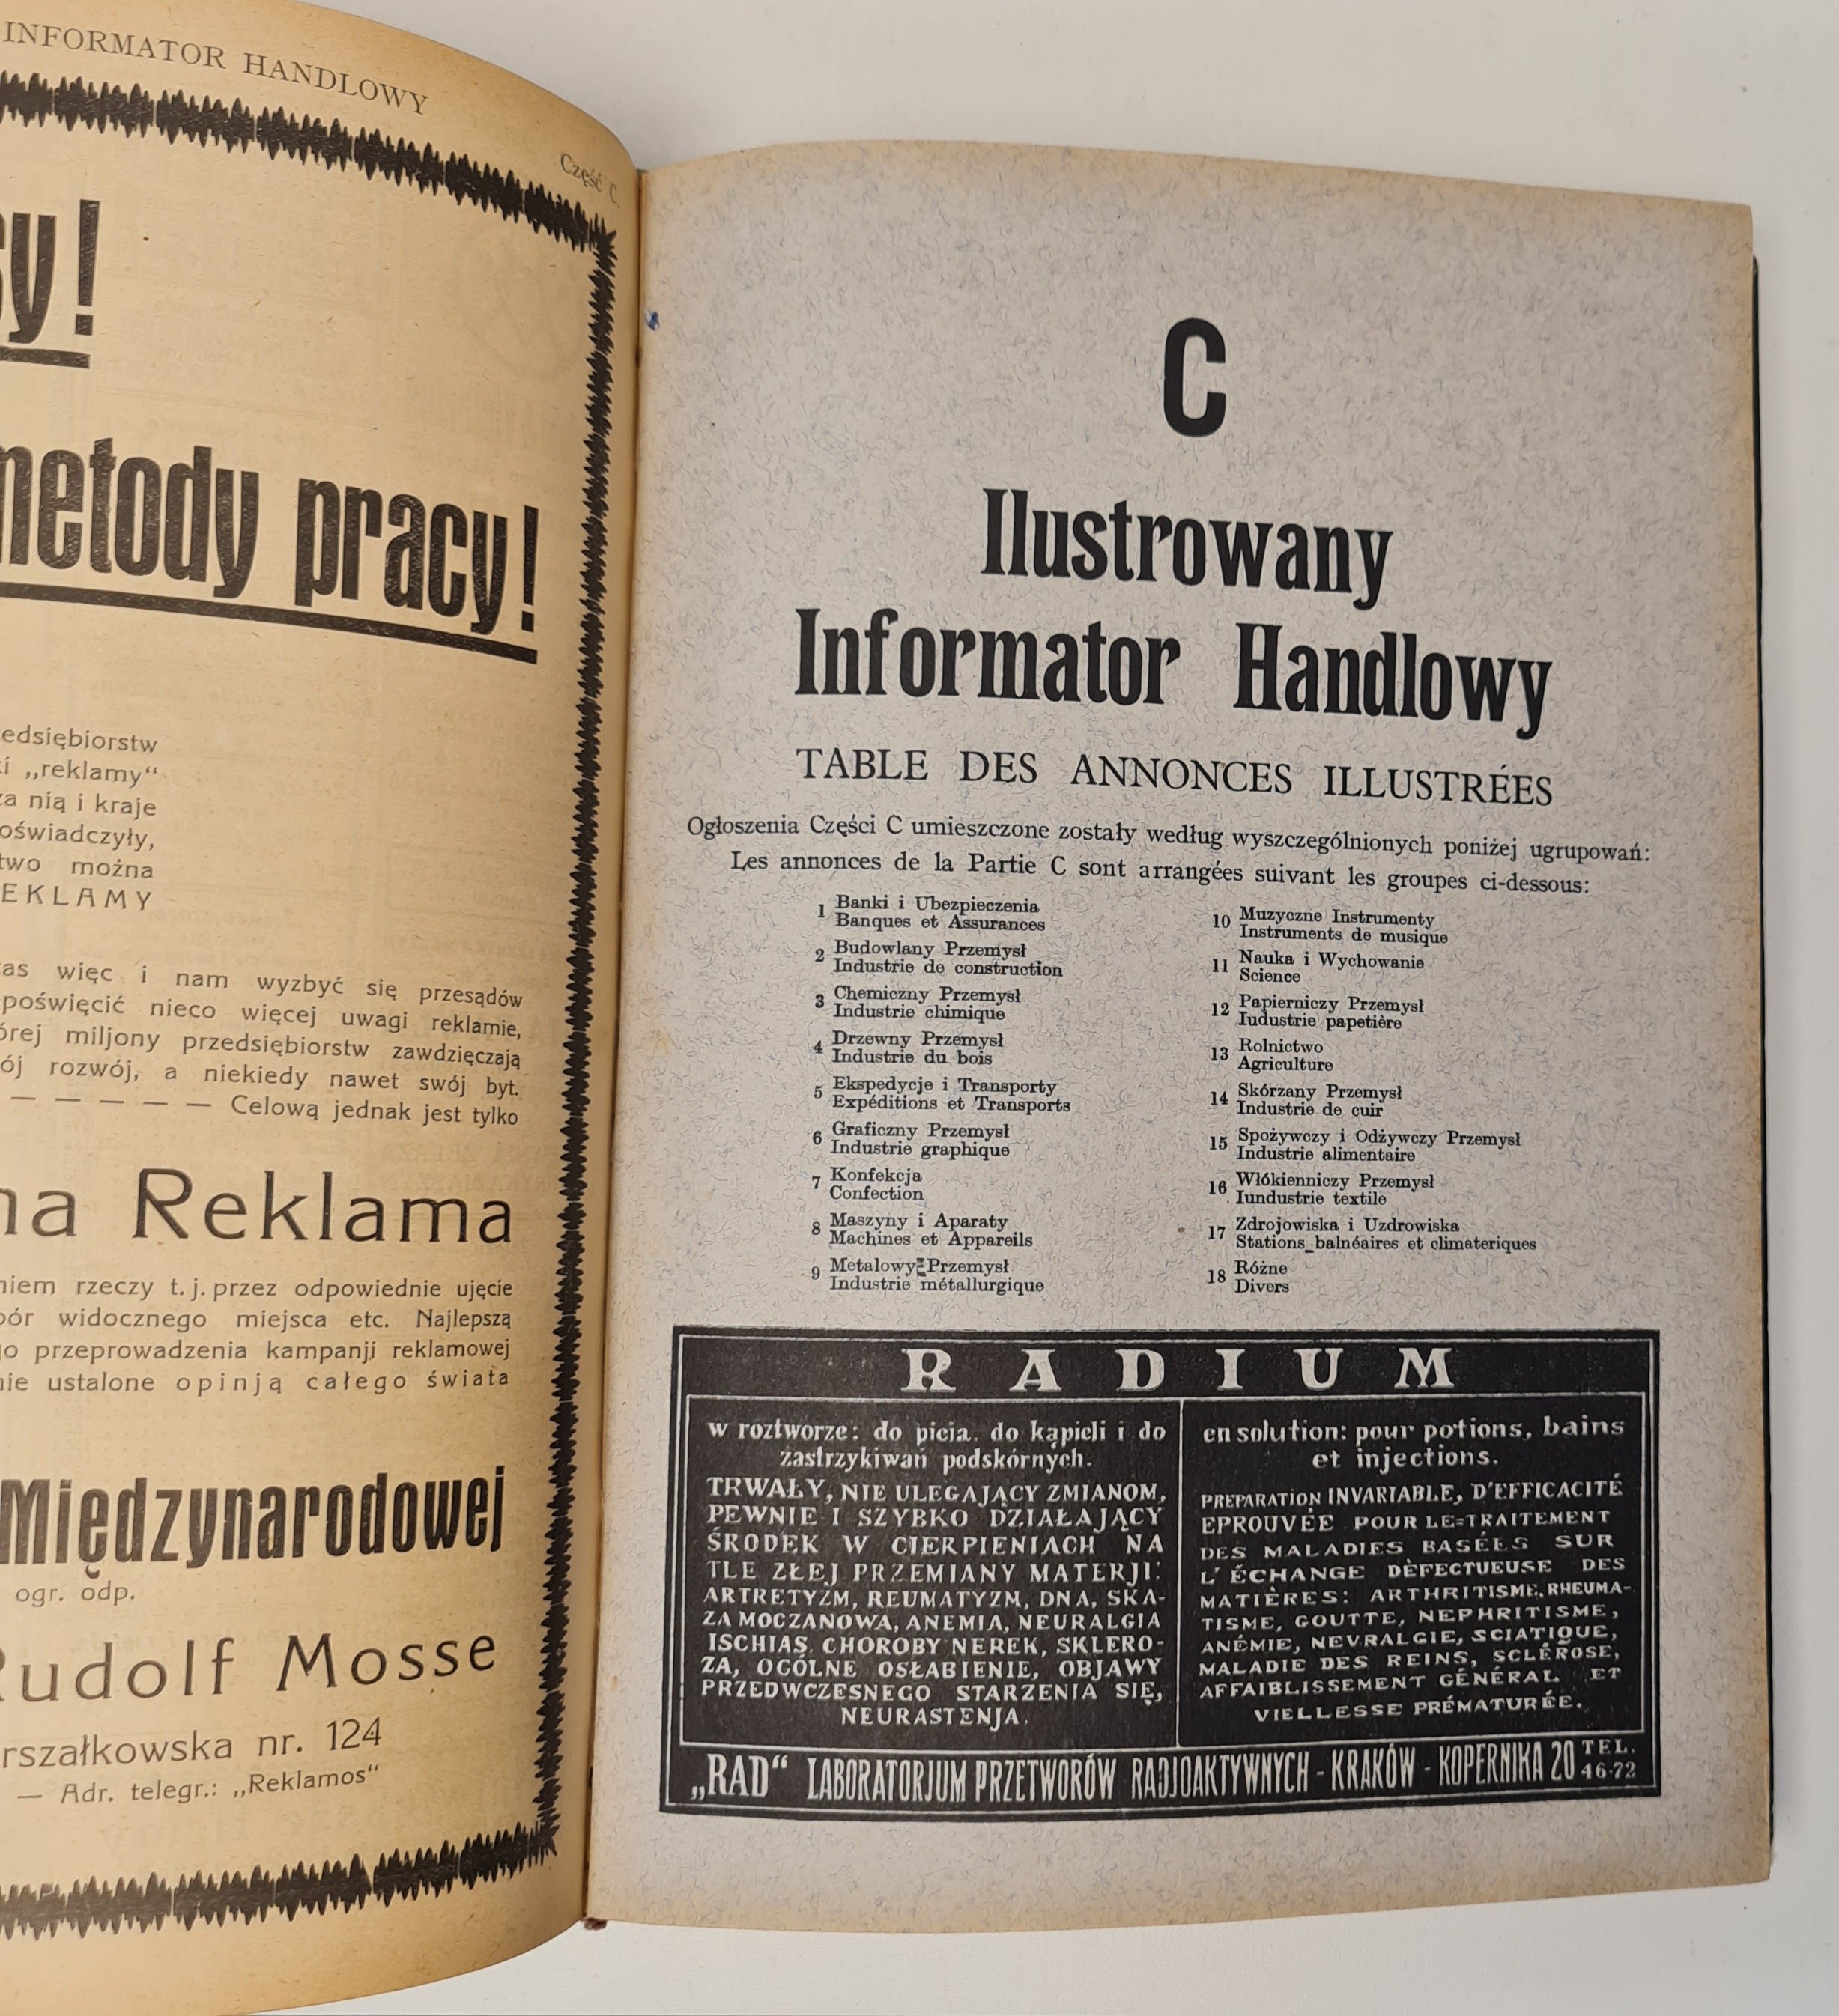 INFORMATOR HANDLOWY
Część C.
sy!
metody pracy!
edsiębiorstw
ki „reklamy“
za nią i kraje
oświadczyły,
two można
EKLAMY
as więc i nam wyzbyć się przesądów
poświęcić nieco więcej uwagi reklamie,
órej miljony przedsiębiorstw zawdzięczają
ój rozwój, a niekiedy nawet swój byt.
— — — — — Celową jednak jest tylko
na Reklama
niem rzeczy t. j. przez odpowiednie ujęcie
bór widocznego miejsca etc. Najlepszą
go przeprowadzenia kampanji reklamowej
nie ustalone opinją całego świata
Międzynarodowej
ogr. odp.
Rudolf Mosse
rszałkowska nr. 124
— Adr. telegr.: „Reklamos“
C
Ilustrowany
Informator Handlowy
TABLE DES ANNONCES ILLUSTRÉES
Ogłoszenia Części C umieszczone zostały według wyszczególnionych poniżej ugrupowań:
Les annonces de la Partie C sont arrangées suivant les groupes ci-dessous:
1 Banki i Ubezpieczenia
Banques et Assurances
2 Budowlany Przemysł
Industrie de construction
3 Chemiczny Przemysł
Industrie chimique
4 Drzewny Przemysł
Industrie du bois
5 Ekspedycje i Transporty
Expéditions et Transports
6 Graficzny Przemysł
Industrie graphique
7 Konfekcja
Confection
8 Maszyny i Aparaty
Machines et Appareils
9 Metalowy Przemysł
Industrie métallurgique
10 Muzyczne Instrumenty
Instruments de musique
11 Nauka i Wychowanie
Science
12 Papierniczy Przemysł
Iudustrie papetière
13 Rolnictwo
Agriculture
14 Skórzany Przemysł
Industrie de cuir
15 Spożywczy i Odżywczy Przemysł
Industrie alimentaire
16 Włókienniczy Przemysł
Iundustrie textile
17 Zdrojowiska i Uzdrowiska
Stations balnéaires et climateriques
18 Różne
Divers
RADIUM
w roztworze: do picia, do kąpieli i do
zastrzykiwań podskórnych.
TRWAŁY, NIE ULEGAJĄCY ZMIANOM,
PEWNIE I SZYBKO DZIAŁAJĄCY
ŚRODEK W CIERPIENIACH NA
TLE ZŁEJ PRZEMIANY MATERJI:
ARTRETYZM, REUMATYZM, DNA, SKA-
ZA MOCZANOWA, ANEMIA, NEURALGIA
ISCHIAS, CHOROBY NEREK, SKLERO-
ZA, OGÓLNE OSŁABIENIE, OBJAWY
PRZEDWCZESNEGO STARZENIA SIĘ,
NEURASTENJA.
en solution: pour potions, bains
et injections.
PREPARATION INVARIABLE, D'EFFICACITÉ
EPROUVÉE POUR LE=TRAITEMENT
DES MALADIES BASÉES SUR
L'ÉCHANGE DÈFECTUEUSE DES
MATIÈRES: ARTHRITISME, RHEUMA-
TISME, GOUTTE, NEPHRITISME,
ANÉMIE, NEVRALGIE, SCIATIQUE,
MALADIE DES REINS, SCLÉROSE,
AFFAIBLISSEMENT GÉNÉRAL ET
VIELLESSE PRÉMATURÉE.
„RAD“ LABORATORJUM PRZETWORÓW RADJOAKTYWNYCH - KRAKÓW - KOPERNIKA 20 TEL. 46-72